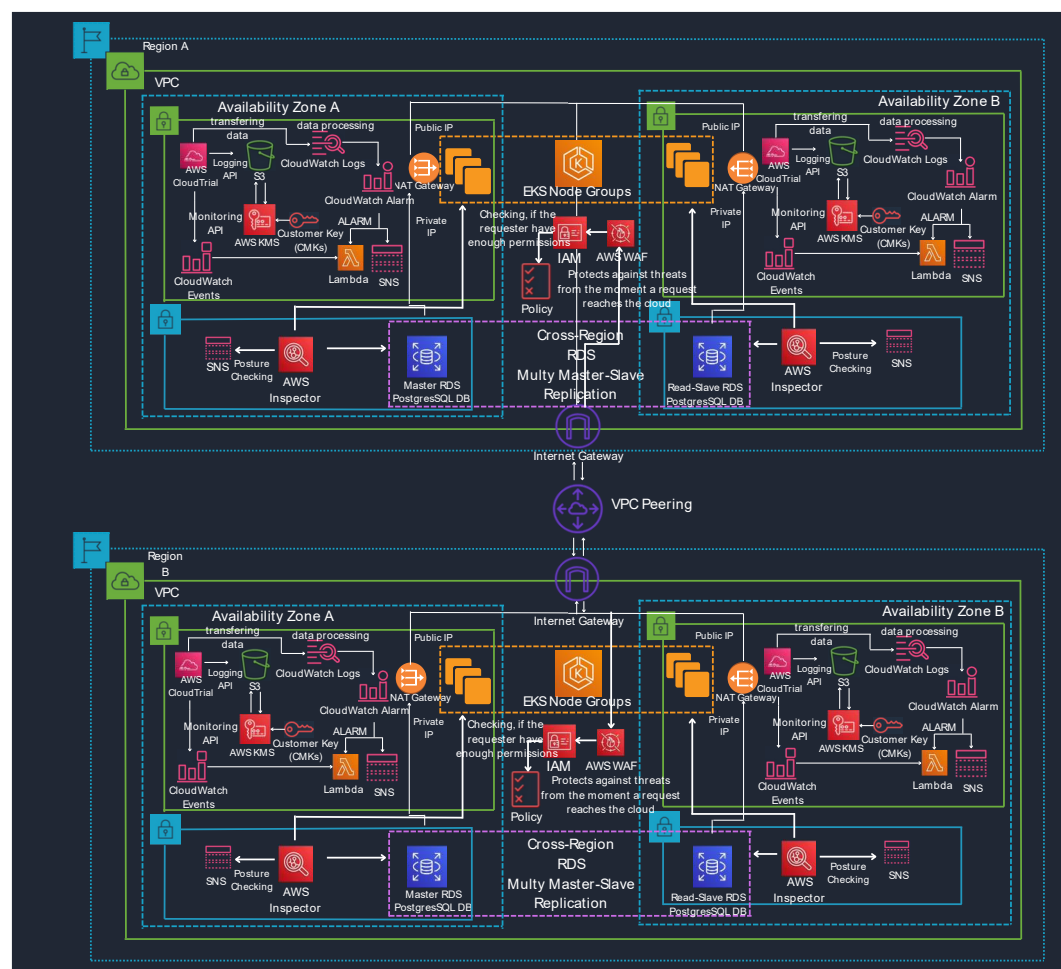 Region A
VPC
Availability Zone A
transfering
data
data processing
Public IP
AWS
CloudTrial
Logging
API
S3
CloudWatch Logs
CloudWatch Alarm
NAT Gateway
Monitoring
API
AWS KMS
Customer Key
(CMKs)
ALARM
Private
IP
CloudWatch
Events
Lambda
SNS
EKS Node Groups
Checking, if the
requester have
enough permissions
IAM
AWS WAF
Policy
Protects against threats
from the moment a request
reaches the cloud
Availability Zone B
transfering
data
data processing
Public IP
AWS
CloudTrial
Logging
API
S3
CloudWatch Logs
CloudWatch Alarm
NAT Gateway
Private
IP
Monitoring
API
AWS KMS
Customer Key
(CMKs)
ALARM
CloudWatch
Events
Lambda
SNS
SNS
Posture
Checking
AWS
Inspector
Master RDS
PostgresSQL DB
Cross-Region
RDS
Multy Master-Slave
Replication
Read-Slave RDS
PostgresSQL DB
AWS
Inspector
Posture
Checking
SNS
Internet Gateway
VPC Peering
Region
B
VPC
Internet Gateway
Availability Zone A
transfering
data
data processing
Public IP
AWS
CloudTrial
Logging
API
S3
CloudWatch Logs
CloudWatch Alarm
NAT Gateway
Monitoring
API
AWS KMS
Customer Key
(CMKs)
ALARM
Private
IP
CloudWatch
Events
Lambda
SNS
EKS Node Groups
Checking, if the
requester have
enough permissions
IAM
AWS WAF
Policy
Protects against threats
from the moment a request
reaches the cloud
Availability Zone B
transfering
data
data processing
Public IP
AWS
CloudTrial
Logging
API
S3
CloudWatch Logs
CloudWatch Alarm
NAT Gateway
Private
IP
Monitoring
API
AWS KMS
Customer Key
(CMKs)
ALARM
CloudWatch
Events
Lambda
SNS
SNS
Posture
Checking
AWS
Inspector
Master RDS
PostgresSQL DB
Cross-Region
RDS
Multy Master-Slave
Replication
Read-Slave RDS
PostgresSQL DB
AWS
Inspector
Posture
Checking
SNS